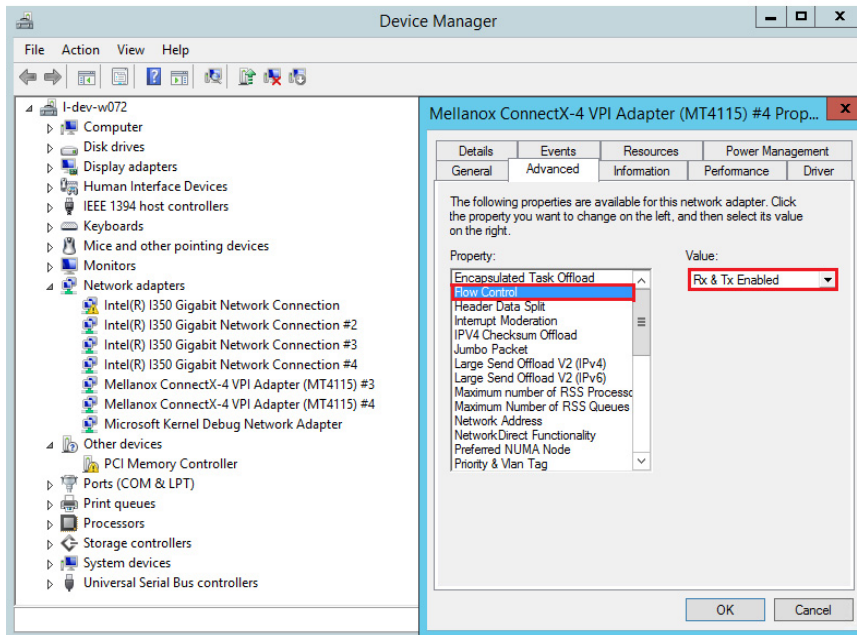 Device Manager
File Action View Help
l-dev-w072
Computer
Disk drives
Display adapters
Human Interface Devices
IEEE 1394 host controllers
Keyboards
Mice and other pointing devices
Monitors
Network adapters
Intel(R) I350 Gigabit Network Connection
Intel(R) I350 Gigabit Network Connection #2
Intel(R) I350 Gigabit Network Connection #3
Intel(R) I350 Gigabit Network Connection #4
Mellanox ConnectX-4 VPI Adapter (MT4115) #3
Mellanox ConnectX-4 VPI Adapter (MT4115) #4
Microsoft Kernel Debug Network Adapter
Other devices
PCI Memory Controller
Ports (COM & LPT)
Print queues
Processors
Storage controllers
System devices
Universal Serial Bus controllers
Mellanox ConnectX-4 VPI Adapter (MT4115) #4 Prop...
Details Events Resources Power Management
General Advanced Information Performance Driver
The following properties are available for this network adapter. Click
the property you want to change on the left, and then select its value
on the right.
Property: Value:
Encapsulated Task Offload Rx & Tx Enabled
Flow Control
Header Data Split
Interrupt Moderation
IPV4 Checksum Offload
Jumbo Packet
Large Send Offload V2 (IPv4)
Large Send Offload V2 (IPv6)
Maximum number of RSS Processo
Maximum Number of RSS Queues
Network Address
NetworkDirect Functionality
Preferred NUMA Node
Priority & Vlan Tag
OK Cancel